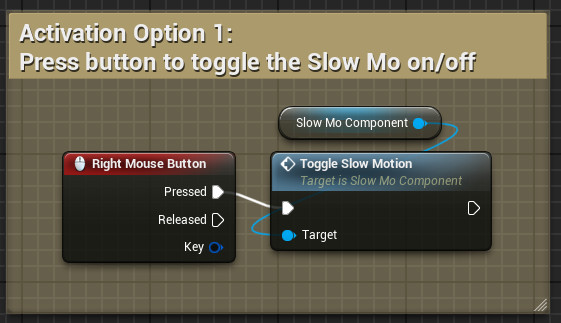 Activation Option 1:
Press button to toggle the Slow Mo on/off
Slow Mo Component
Right Mouse Button
Pressed
Released
Key
Toggle Slow Motion
Target is Slow Mo Component
Target